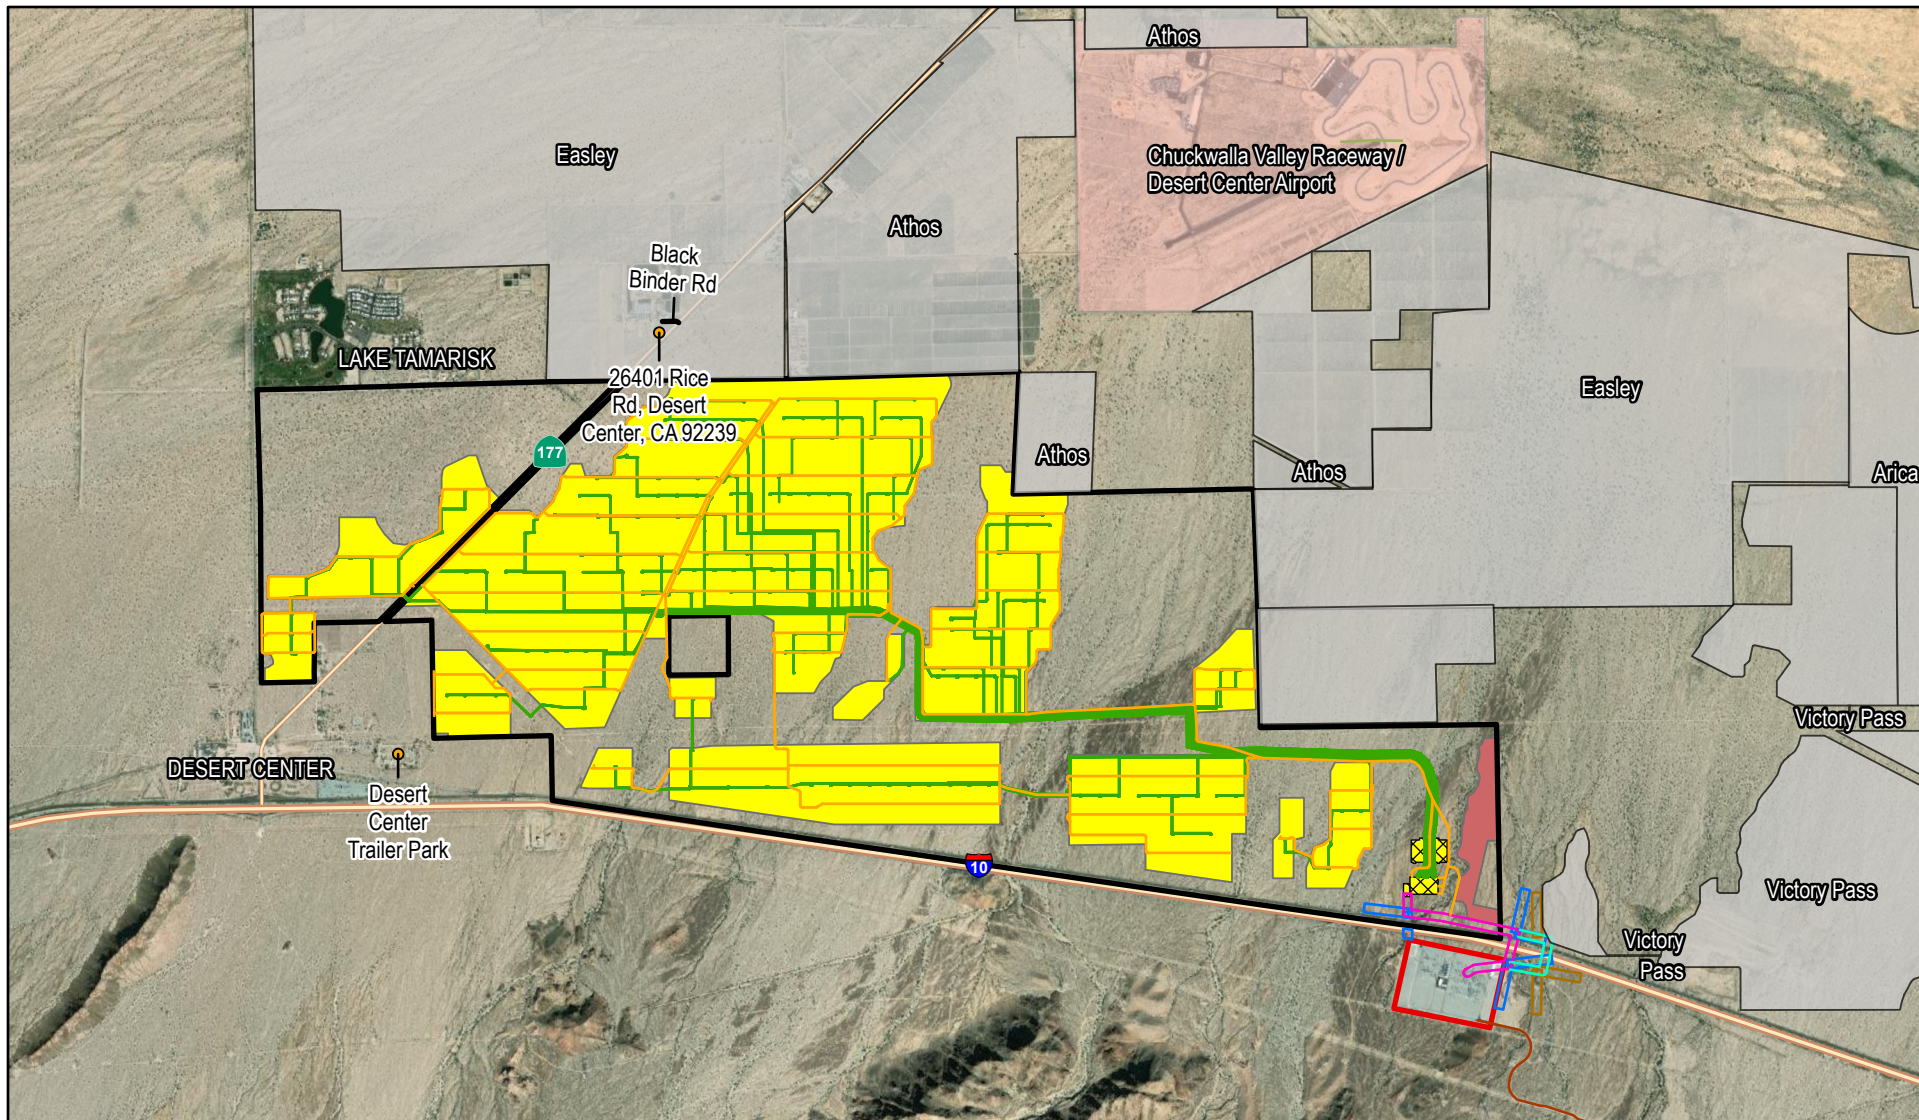 Athos
Easley
Chuckwalla Valley Raceway /
Desert Center Airport
Athos
Black
Binder Rd
LAKE TAMARISK
26401 Rice
Rd, Desert
Center, CA 92239
Easley
177
Athos
Athos
Arica
Victory Pass
DESERT CENTER
Desert
Center
Trailer Park
10
Victory Pass
Victory
Pass